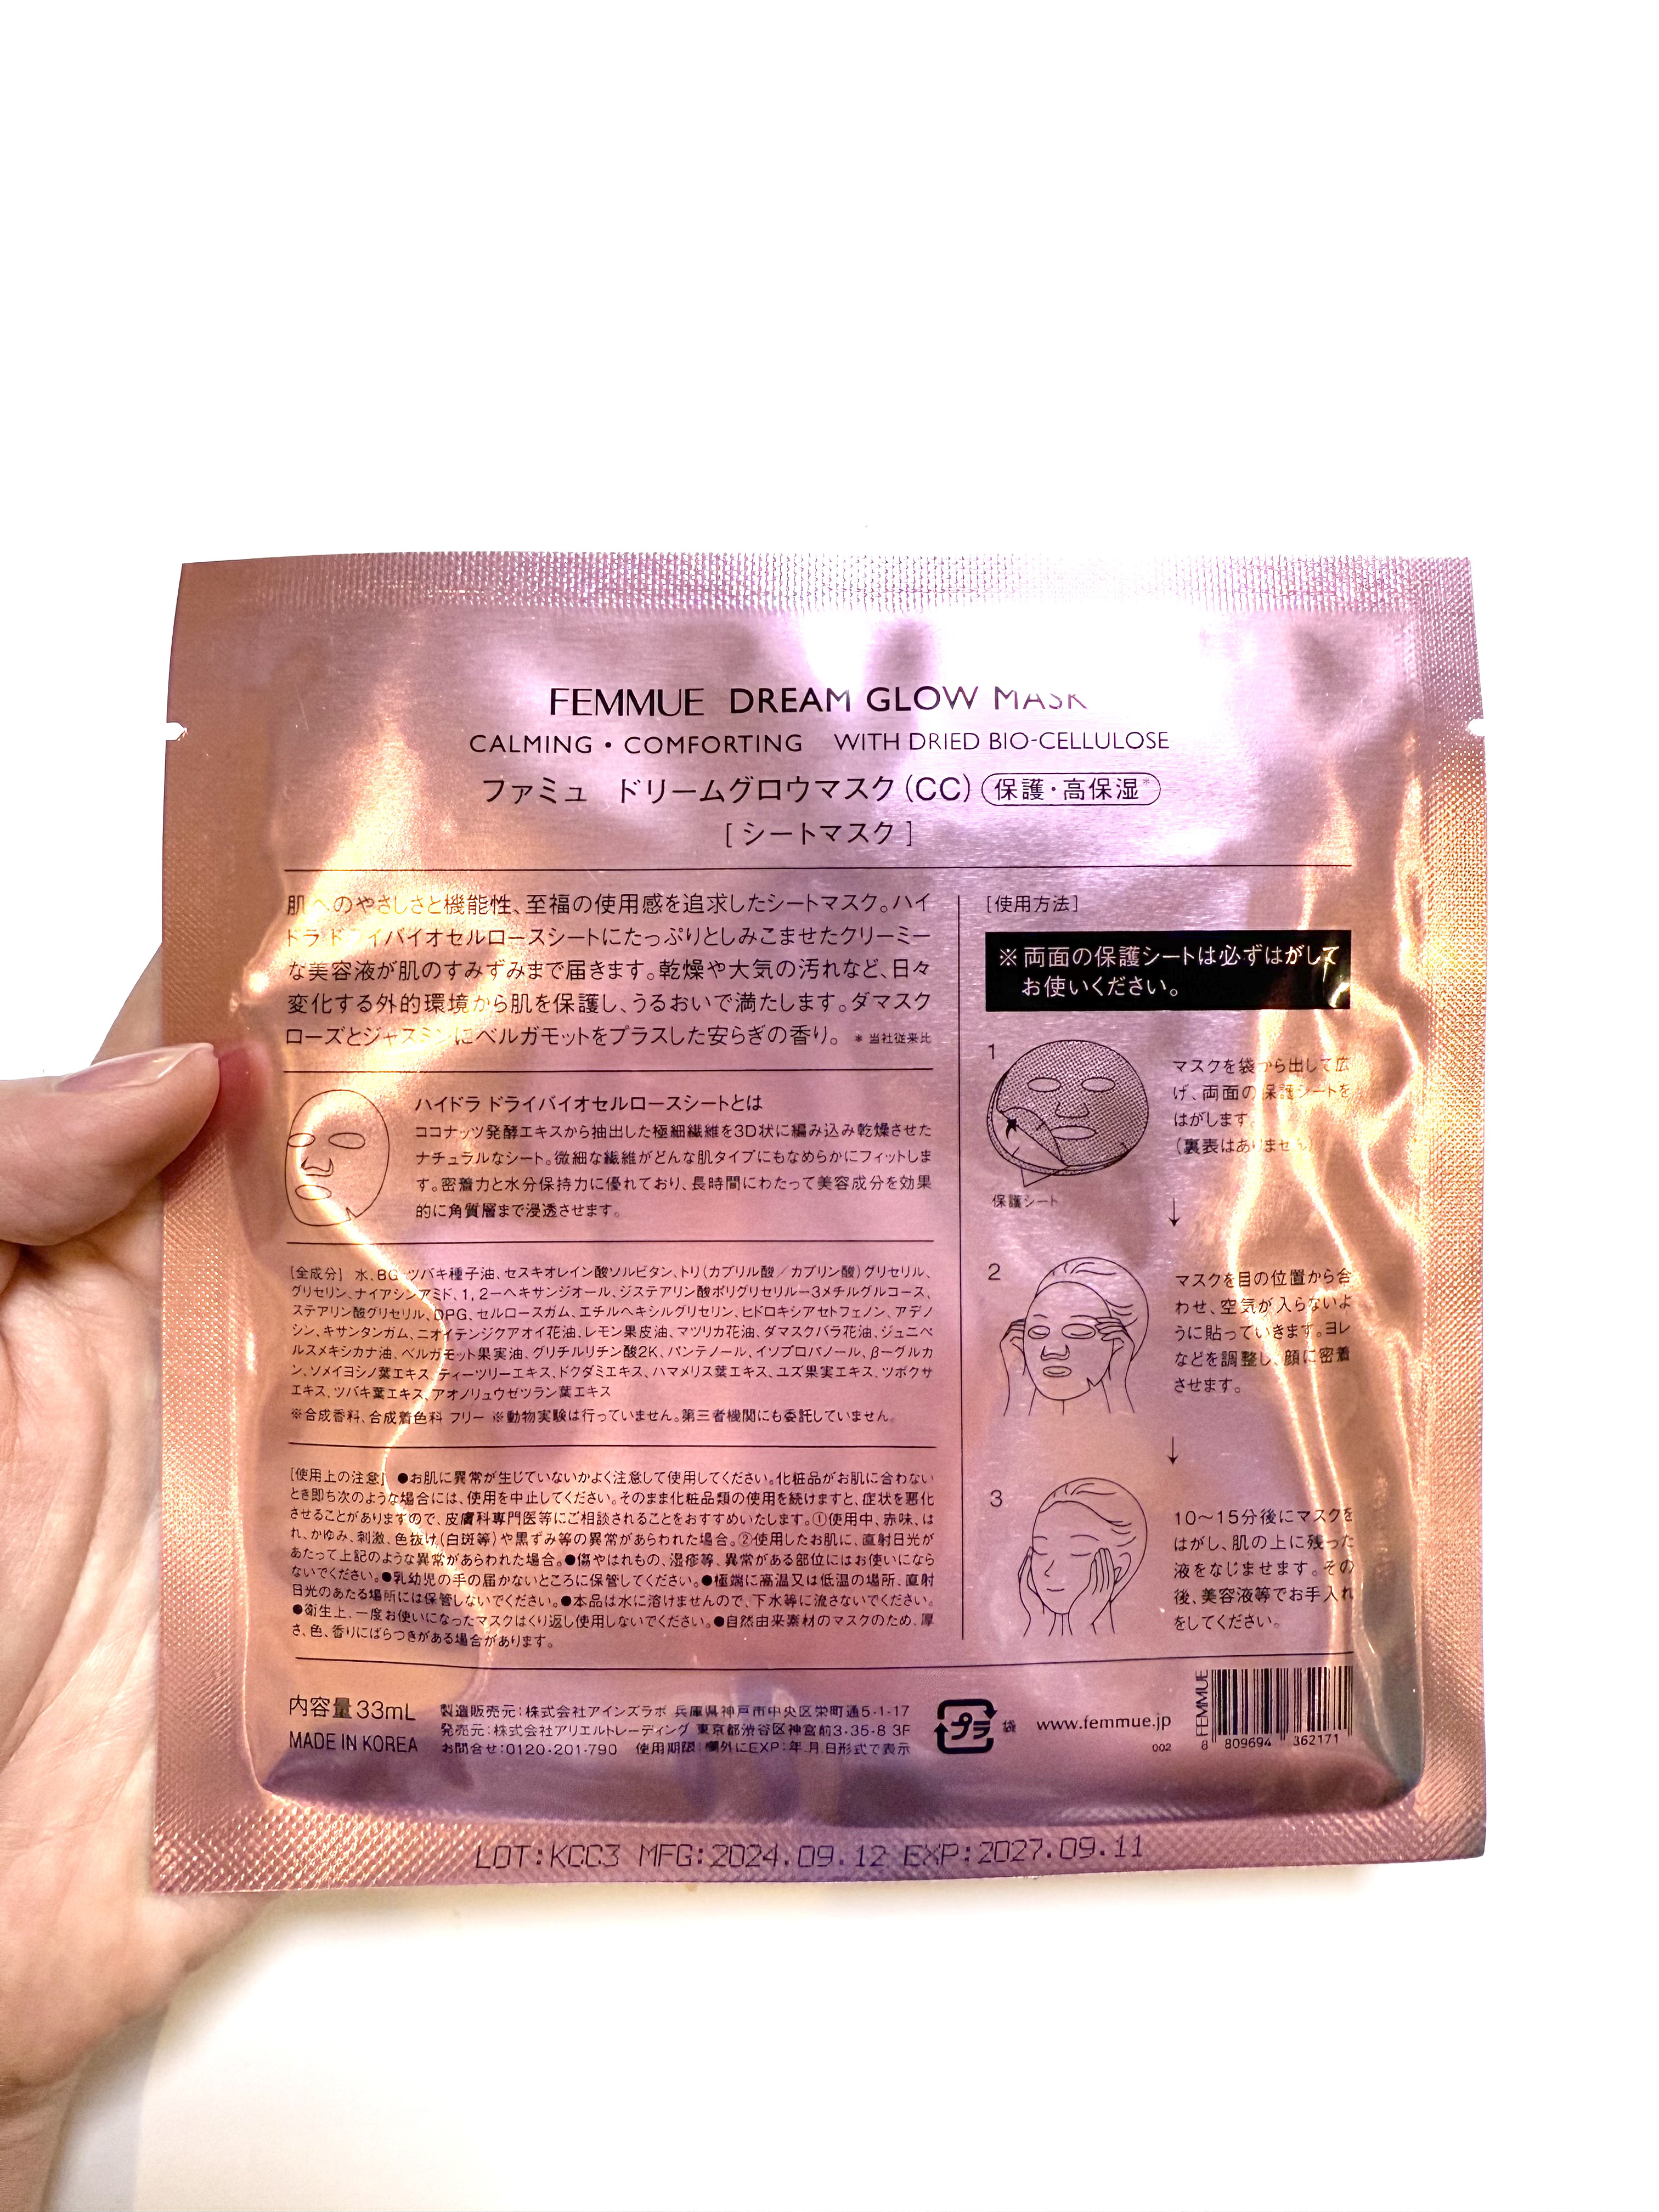 FEMMUE DREAM GLOW MASK
CALMING・COMFORTING WITH DRIED BIO-CELLULOSE
ファミュ ドリームグロウマスク(CC) 保護・高保湿*
[シートマスク]
肌へのやさしさと機能性、至福の使用感を追求したシートマスク。ハイ
ドラ ドライバイオセルロースシートにたっぷりとしみこませたクリーミー
な美容液が肌のすみずみまで届きます。乾燥や大気の汚れなど、日々
変化する外的環境から肌を保護し、うるおいで満たします。ダマスク
ローズとジャスミンにベルガモットをプラスした安らぎの香り。 *当社従来比
ハイドラ ドライバイオセルロースシートとは
ココナッツ発酵エキスから抽出した極細繊維を3D状に編み込み乾燥させた
ナチュラルなシート。微細な繊維がどんな肌タイプにもなめらかにフィットしま
す。密着力と水分保持力に優れており、長時間にわたって美容成分を効果
的に角質層まで浸透させます。
[全成分] 水、BG、ツバキ種子油、セスキオレイン酸ソルビタン、トリ(カプリル酸/カプリン酸)グリセリル、
グリセリン、ナイアシンアミド、1,2ーヘキサンジオール、ジステアリン酸ポリグリセリルー3メチルグルコース、
ステアリン酸グリセリル、DPG、セルロースガム、エチルヘキシルグリセリン、ヒドロキシアセトフェノン、アデノ
シン、キサンタンガム、ニオイテンジクアオイ花油、レモン果皮油、マツリカ花油、ダマスクバラ花油、ジュニペ
ルスメキシカナ油、ベルガモット果実油、グリチルリチン酸2K、パンテノール、イソプロパノール、βーグルカ
ン、ソメイヨシノ葉エキス、ティーツリーエキス、ドクダミエキス、ハマメリス葉エキス、ユズ果実エキス、ツボクサ
エキス、ツバキ葉エキス、アオノリュウゼツラン葉エキス
※合成香料、合成着色料 フリー ※動物実験は行っていません。第三者機関にも委託していません。
[使用上の注意] ●お肌に異常が生じていないかよく注意して使用してください。化粧品がお肌に合わない
とき即ち次のような場合には、使用を中止してください。そのまま化粧品類の使用を続けますと、症状を悪化
させることがありますので、皮膚科専門医等にご相談されることをおすすめいたします。①使用中、赤味、は
れ、かゆみ、刺激、色抜け(白斑等)や黒ずみ等の異常があらわれた場合。②使用したお肌に、直射日光が
あたって上記のような異常があらわれた場合。●傷やはれもの、湿疹等、異常がある部位にはお使いになら
ないでください。●乳幼児の手の届かないところに保管してください。●極端に高温又は低温の場所、直射
日光のあたる場所には保管しないでください。●本品は水に溶けませんので、下水等に流さないでください。
●衛生上、一度お使いになったマスクはくり返し使用しないでください。●自然由来素材のマスクのため、厚
さ、色、香りにばらつきがある場合があります。
[使用方法]
※両面の保護シートは必ずはがして
お使いください。
1
マスクを袋から出して広
げ、両面の保護シートを
はがします。
(裏表はありません)
保護シート
↓
2
マスクを目の位置から合
わせ、空気が入らないよ
うに貼っていきます。ヨレ
などを調整し、顔に密着
させます。
↓
3
10〜15分後にマスクを
はがし、肌の上に残った
液をなじませます。その
後、美容液等でお手入れ
をしてください。
内容量33mL
MADE IN KOREA
製造販売元:株式会社アインズラボ 兵庫県神戸市中央区栄町通5-1-17
発売元:株式会社アリエルトレーディング 東京都渋谷区神宮前3-35-8 3F
お問合せ:0120-201-790 使用期限:欄外にEXP:年.月.日形式で表示
プラ 袋
www.femmue.jp
002
FEMMUE
8 809694 362171
LOT:KCC3 MFG:2024.09.12 EXP:2027.09.11